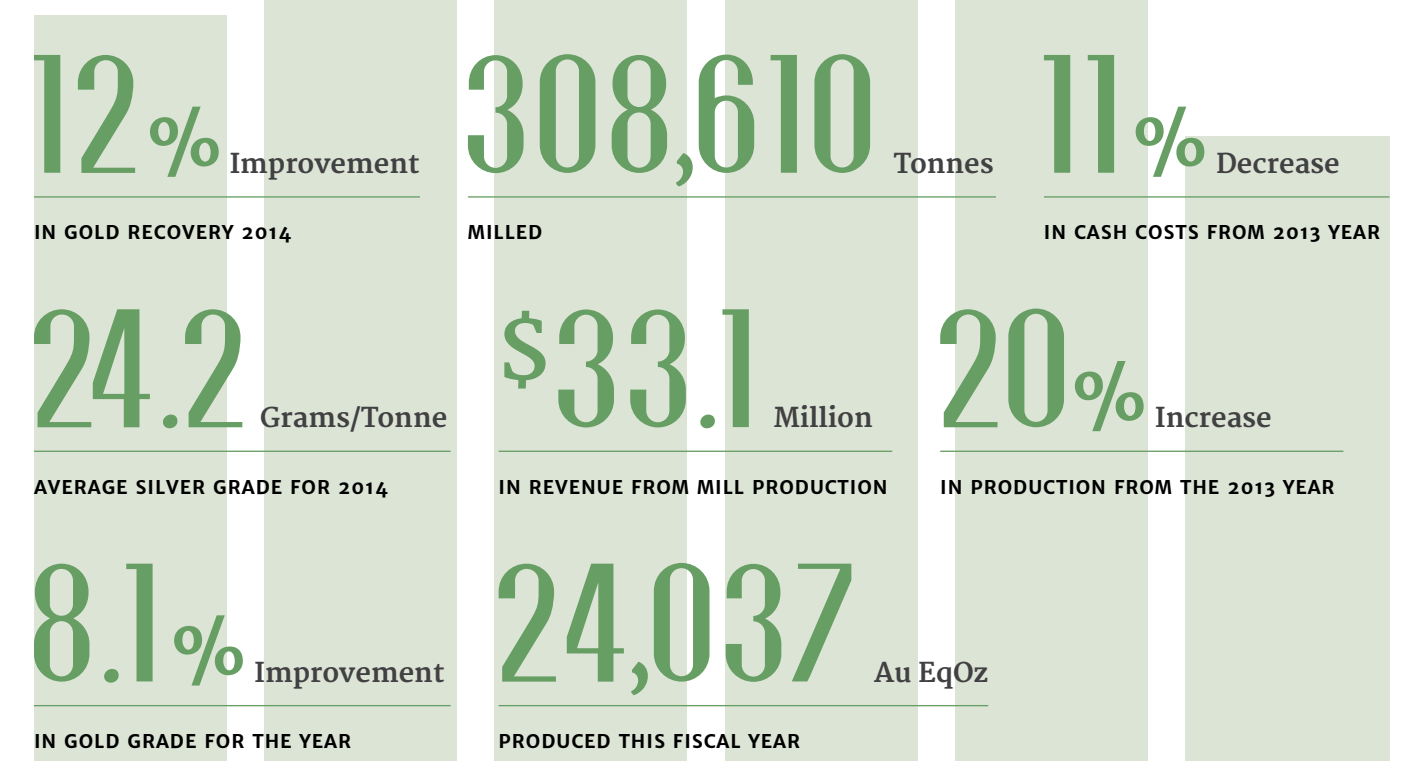 12% Improvement
IN GOLD RECOVERY 2014
308,610 Tonnes
MILLED
11% Decrease
IN CASH COSTS FROM 2013 YEAR
24.2 Grams/Tonne
AVERAGE SILVER GRADE FOR 2014
$33.1 Million
IN REVENUE FROM MILL PRODUCTION
20% Increase
IN PRODUCTION FROM THE 2013 YEAR
8.1% Improvement
IN GOLD GRADE FOR THE YEAR
24,037 Au EqOz
PRODUCED THIS FISCAL YEAR